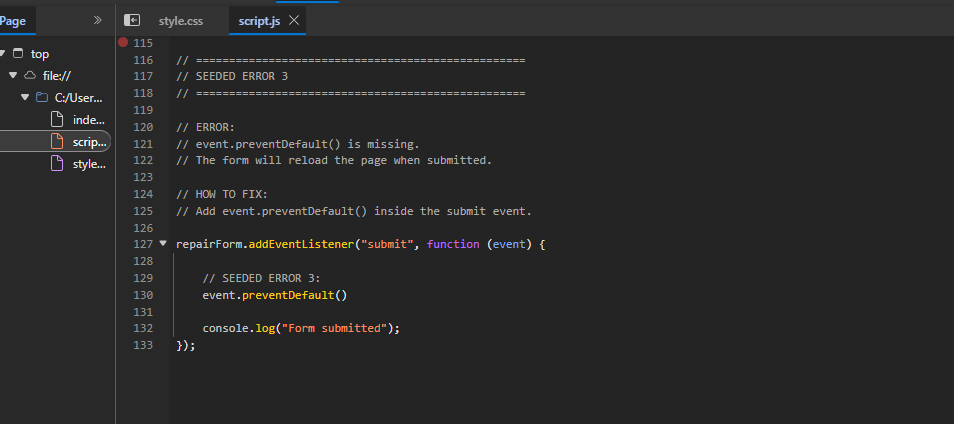 Page
style.css
script.js
top
file://
C:/User...
inde...
scrip...
style...
115
116 // ==================================================
117 // SEEDED ERROR 3
118 // ==================================================
119
120 // ERROR:
121 // event.preventDefault() is missing.
122 // The form will reload the page when submitted.
123
124 // HOW TO FIX:
125 // Add event.preventDefault() inside the submit event.
126
127 repairForm.addEventListener("submit", function (event) {
128
129     // SEEDED ERROR 3:
130     event.preventDefault()
131
132     console.log("Form submitted");
133 });